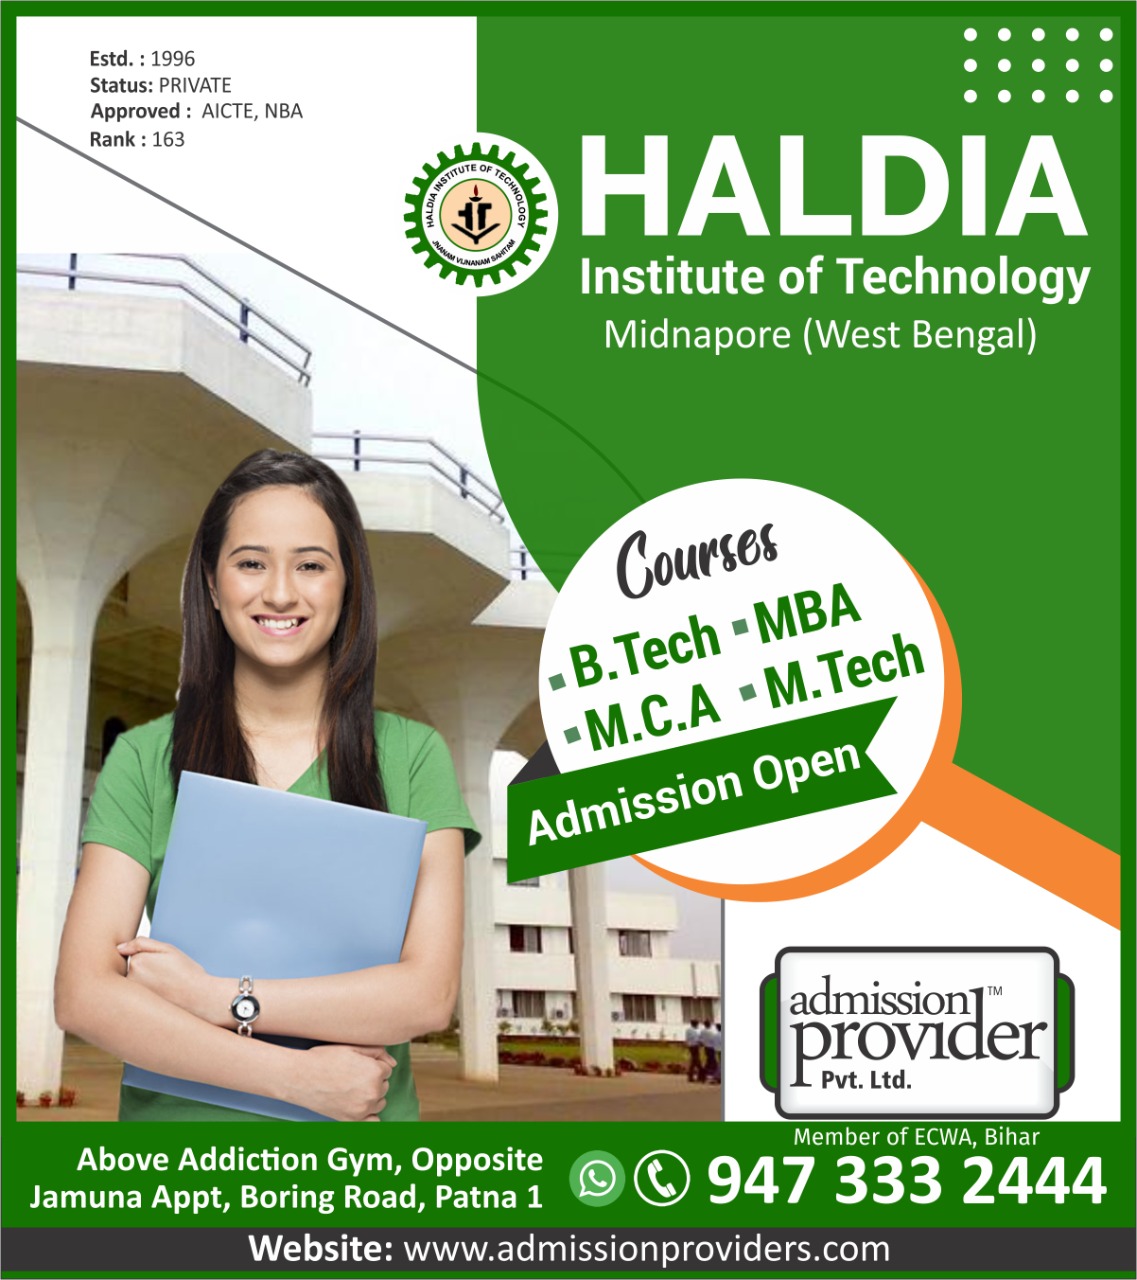 Estd. : 1996
Status: PRIVATE
Approved : AICTE, NBA
Rank : 163
HALDIA INSTITUTE OF TECHNOLOGY
JNANAM VIJNANAM SAHITAM
HALDIA
Institute of Technology
Midnapore (West Bengal)
Courses
▪B.Tech ▪MBA
▪M.C.A ▪M.Tech
Admission Open
admission™
provider
Pvt. Ltd.
Member of ECWA, Bihar
Above Addiction Gym, Opposite
Jamuna Appt, Boring Road, Patna 1
947 333 2444
Website: www.admissionproviders.com